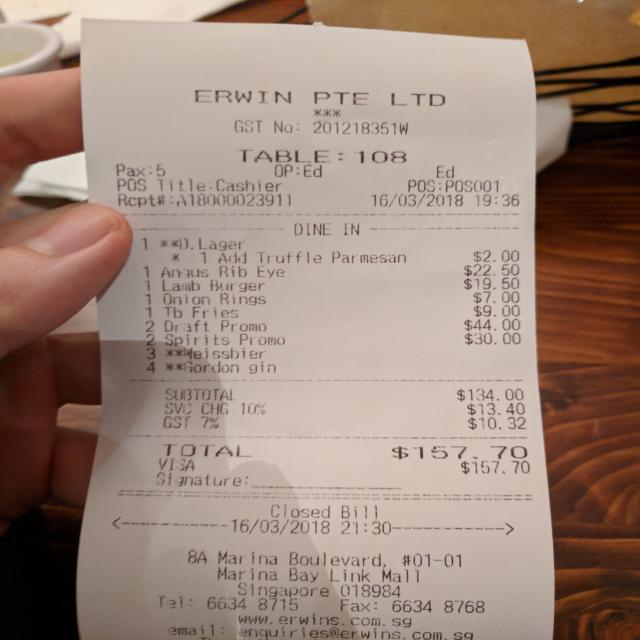 ERWIN PTE LTD
***
GST No: 201218351W
TABLE: 108
Pax:5 OP:Ed Ed
POS Title:Cashier POS:POS001
Rcpt#:A18000023911 16/03/2018 19:36
DINE IN
1 **D.Lager
* 1 Add Truffle Parmesan $2.00
1 Angus Rib Eye $22.50
1 Lamb Burger $19.50
1 Onion Rings $7.00
1 Tb Fries $9.00
2 Draft Promo $44.00
2 Spirits Promo $30.00
3 **Weissbier
4 **Gordon gin
SUBTOTAL $134.00
SVC CHG 10% $13.40
GST 7% $10.32
TOTAL $157.70
VISA $157.70
Signature:
Closed Bill
<----------16/03/2018 21:30---------->
8A Marina Boulevard, #01-01
Marina Bay Link Mall
Singapore 018984
Tel: 6634 8715 Fax: 6634 8768
www.erwins.com.sg
email: enquiries@erwins.com.sg